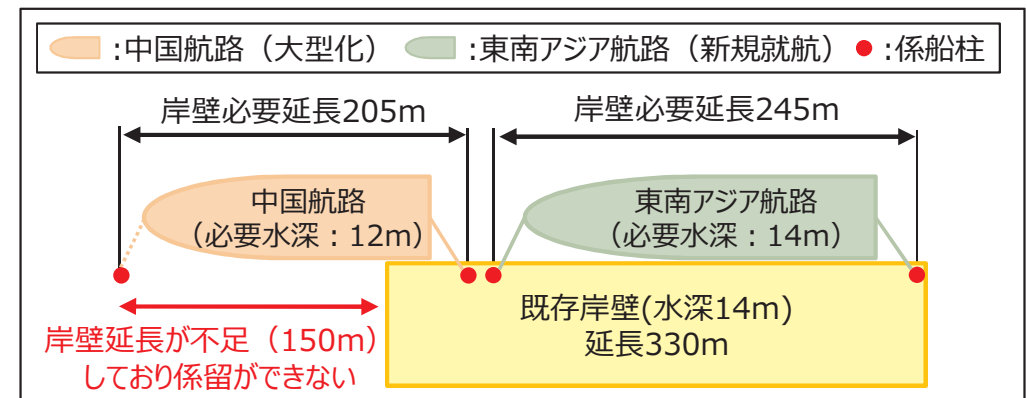 :中国航路（大型化） :東南アジア航路（新規就航） :係船柱
岸壁必要延長205m
岸壁必要延長245m
中国航路
（必要水深：12m）
東南アジア航路
（必要水深：14m）
岸壁延長が不足（150m）
しており係留ができない
既存岸壁(水深14m)
延長330m